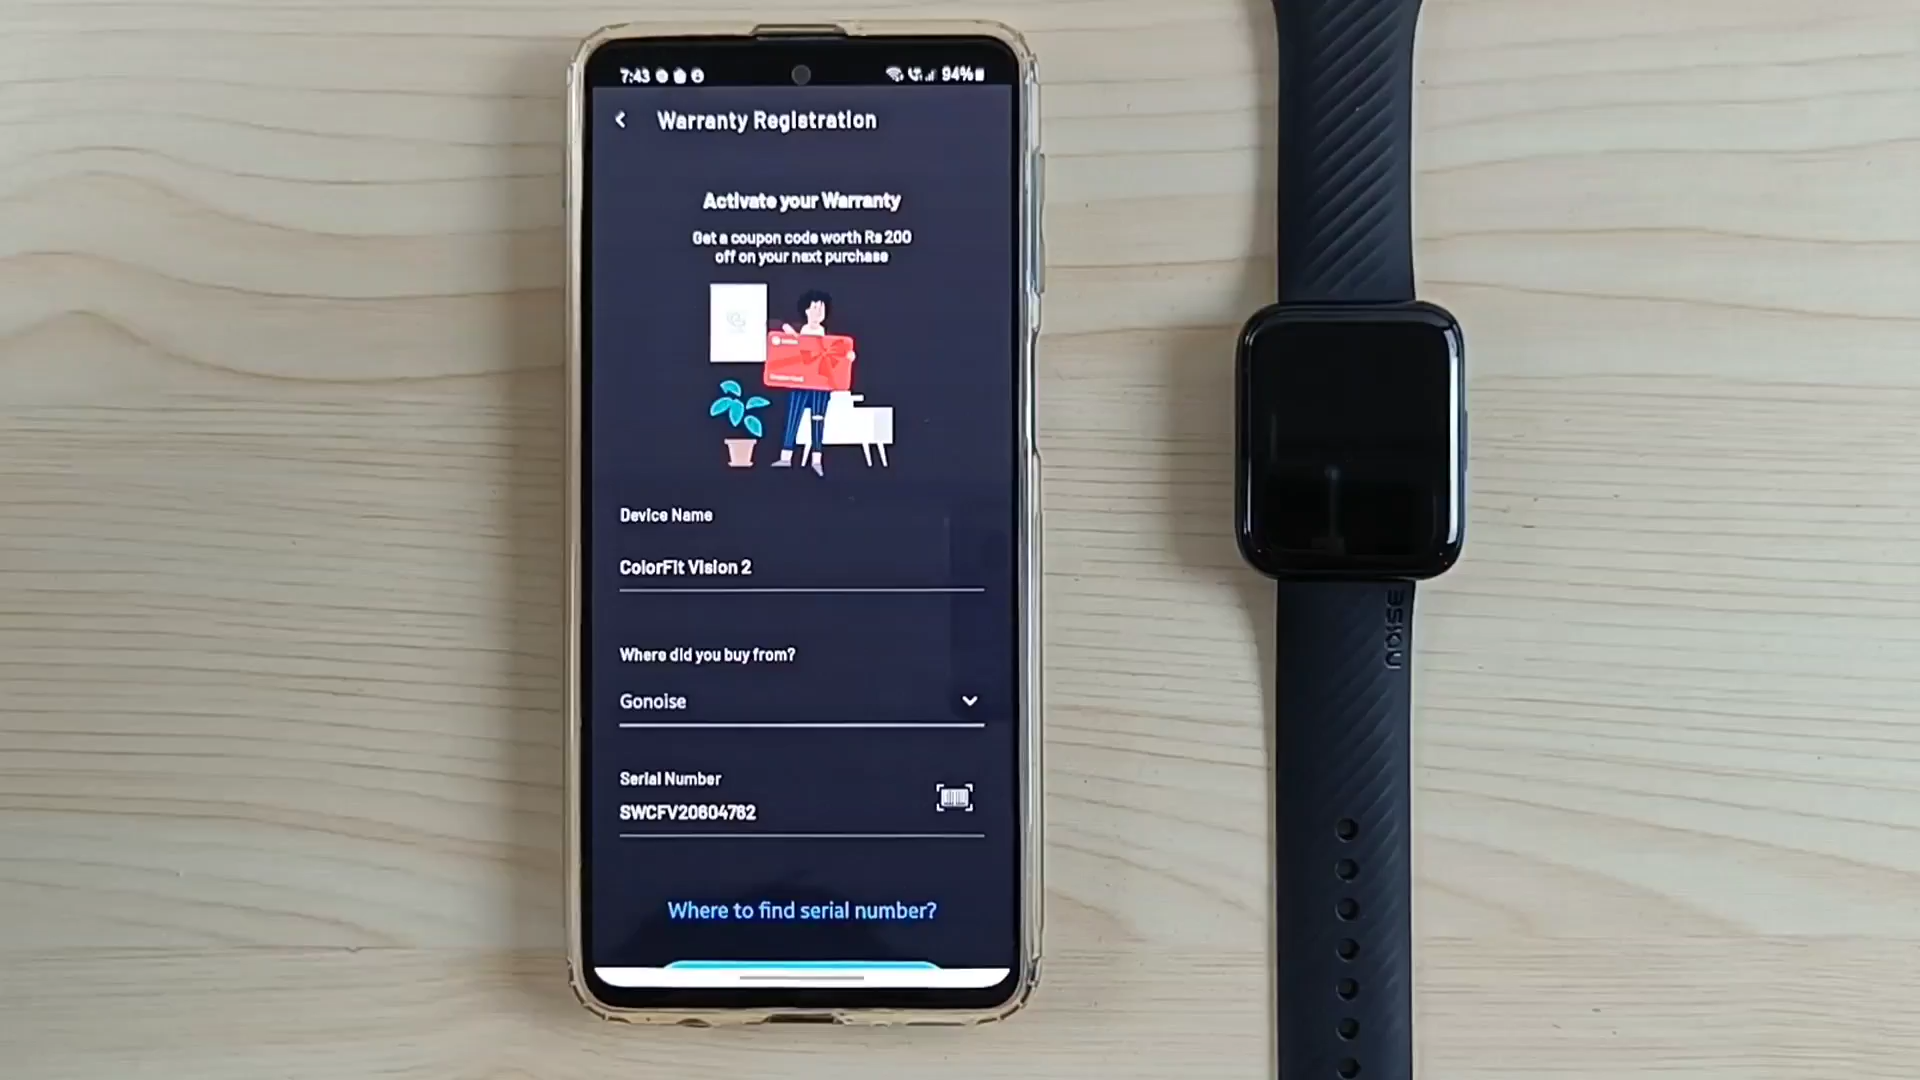 7:43
94%
Warranty Registration
Activate your Warranty
Get a coupon code worth Rs 200
off on your next purchase
Device Name
ColorFit Vision 2
Where did you buy from?
Gonoise
Serial Number
SWCFV20604762
Where to find serial number?
NOISE